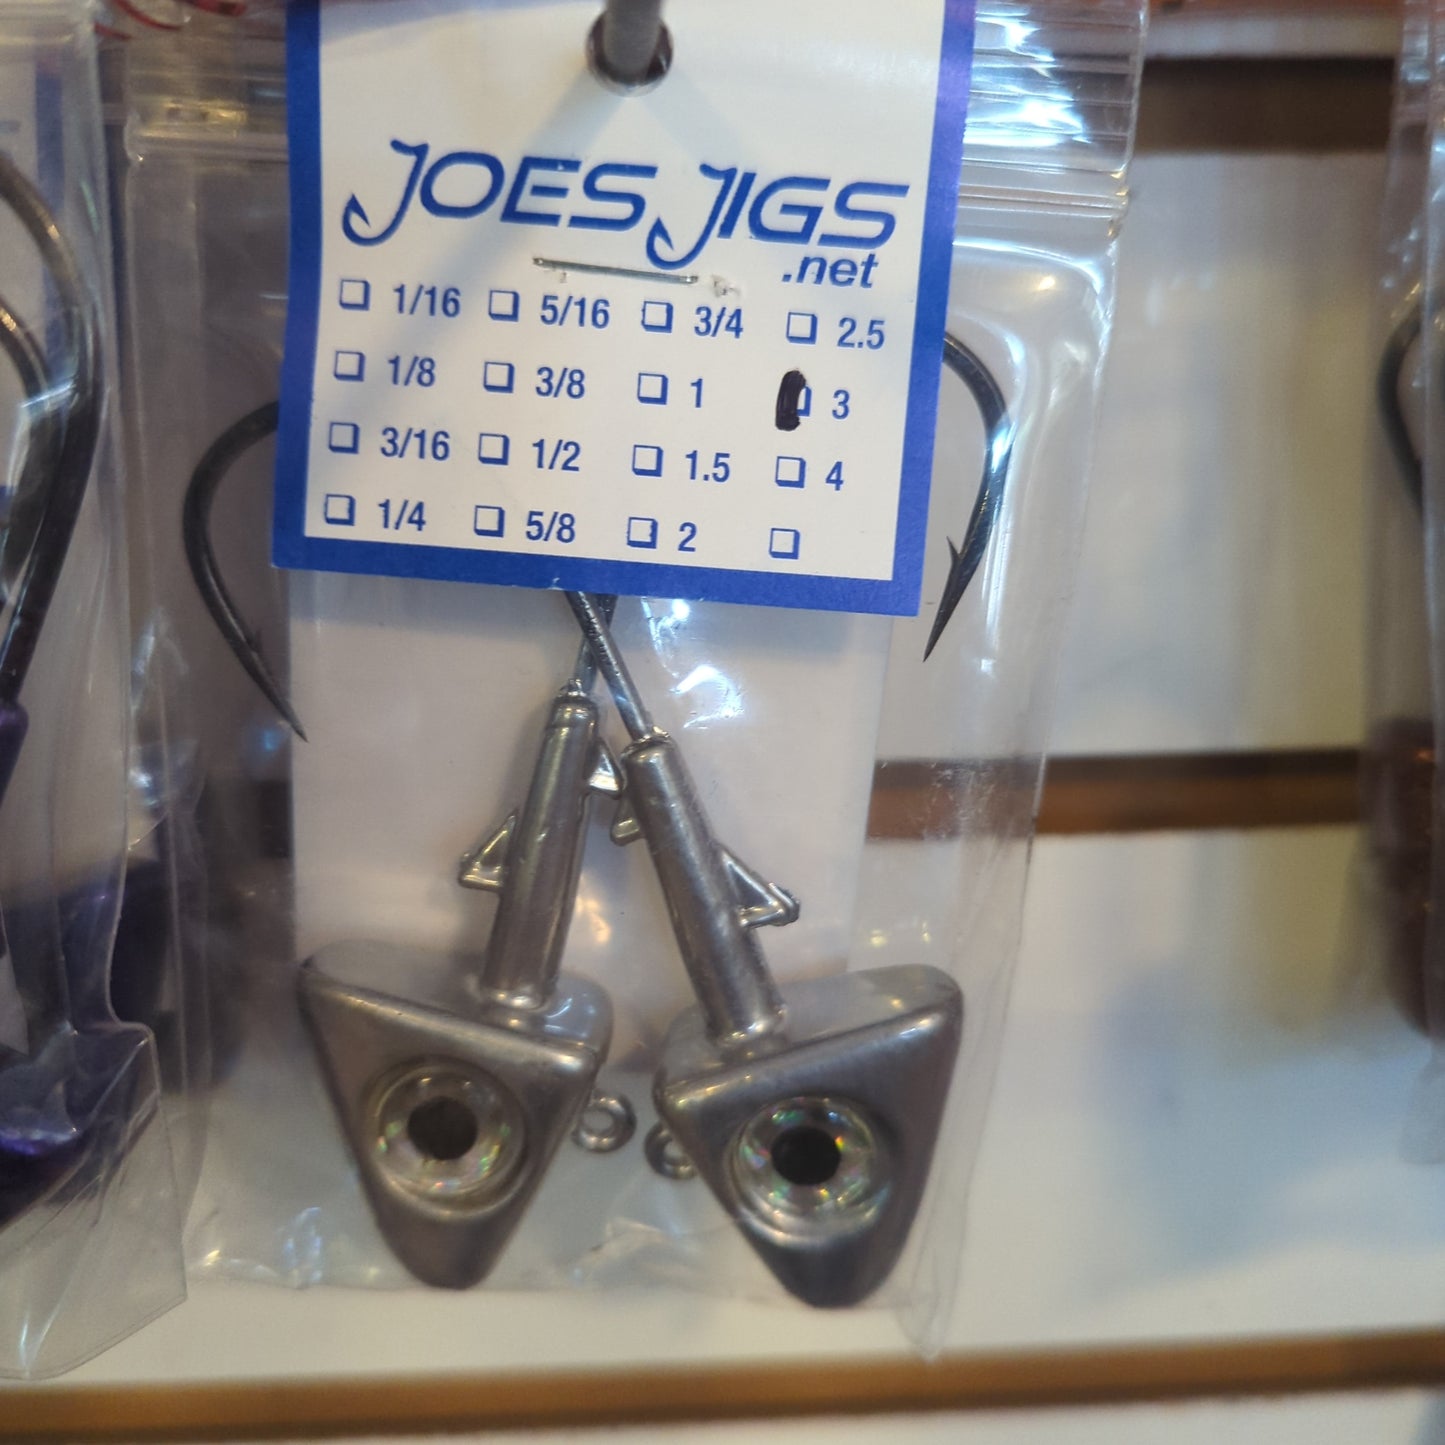 JOES JIGS
.net
☐ 1/16 ☐ 5/16 ☐ 3/4 ☐ 2.5
☐ 1/8 ☐ 3/8 ☐ 1 ☐ 3
☐ 3/16 ☐ 1/2 ☐ 1.5 ☐ 4
☐ 1/4 ☐ 5/8 ☐ 2 ☐